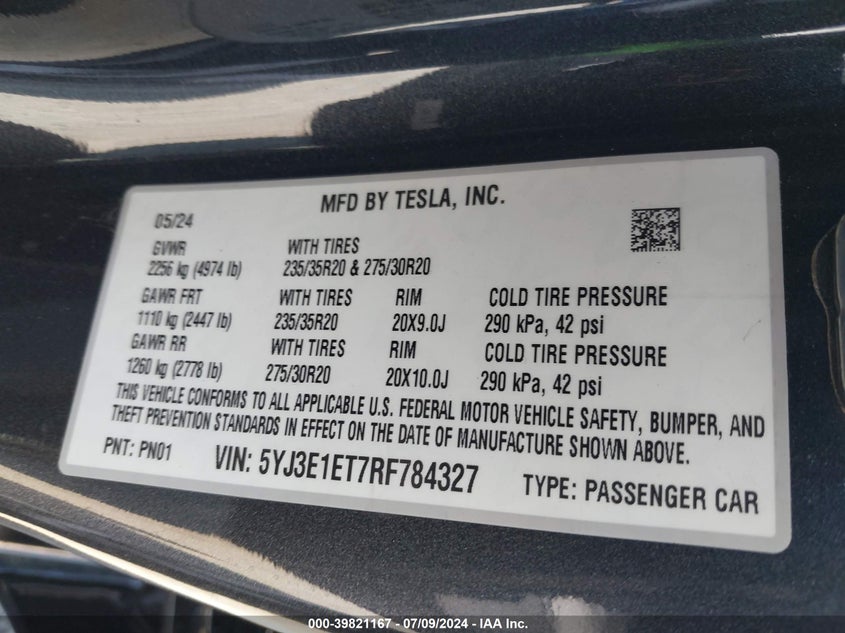 MFD BY TESLA, INC.
05/24
GVWR WITH TIRES
2256 kg (4974 lb) 235/35R20 & 275/30R20
GAWR FRT WITH TIRES RIM COLD TIRE PRESSURE
1110 kg (2447 lb) 235/35R20 20X9.0J 290 kPa, 42 psi
GAWR RR WITH TIRES RIM COLD TIRE PRESSURE
1260 kg (2778 lb) 275/30R20 20X10.0J 290 kPa, 42 psi
THIS VEHICLE CONFORMS TO ALL APPLICABLE U.S. FEDERAL MOTOR VEHICLE SAFETY, BUMPER, AND
THEFT PREVENTION STANDARDS IN EFFECT ON THE DATE OF MANUFACTURE SHOWN ABOVE.
PNT: PN01 VIN: 5YJ3E1ET7RF784327 TYPE: PASSENGER CAR
000-39821167 - 07/09/2024 - IAA Inc.